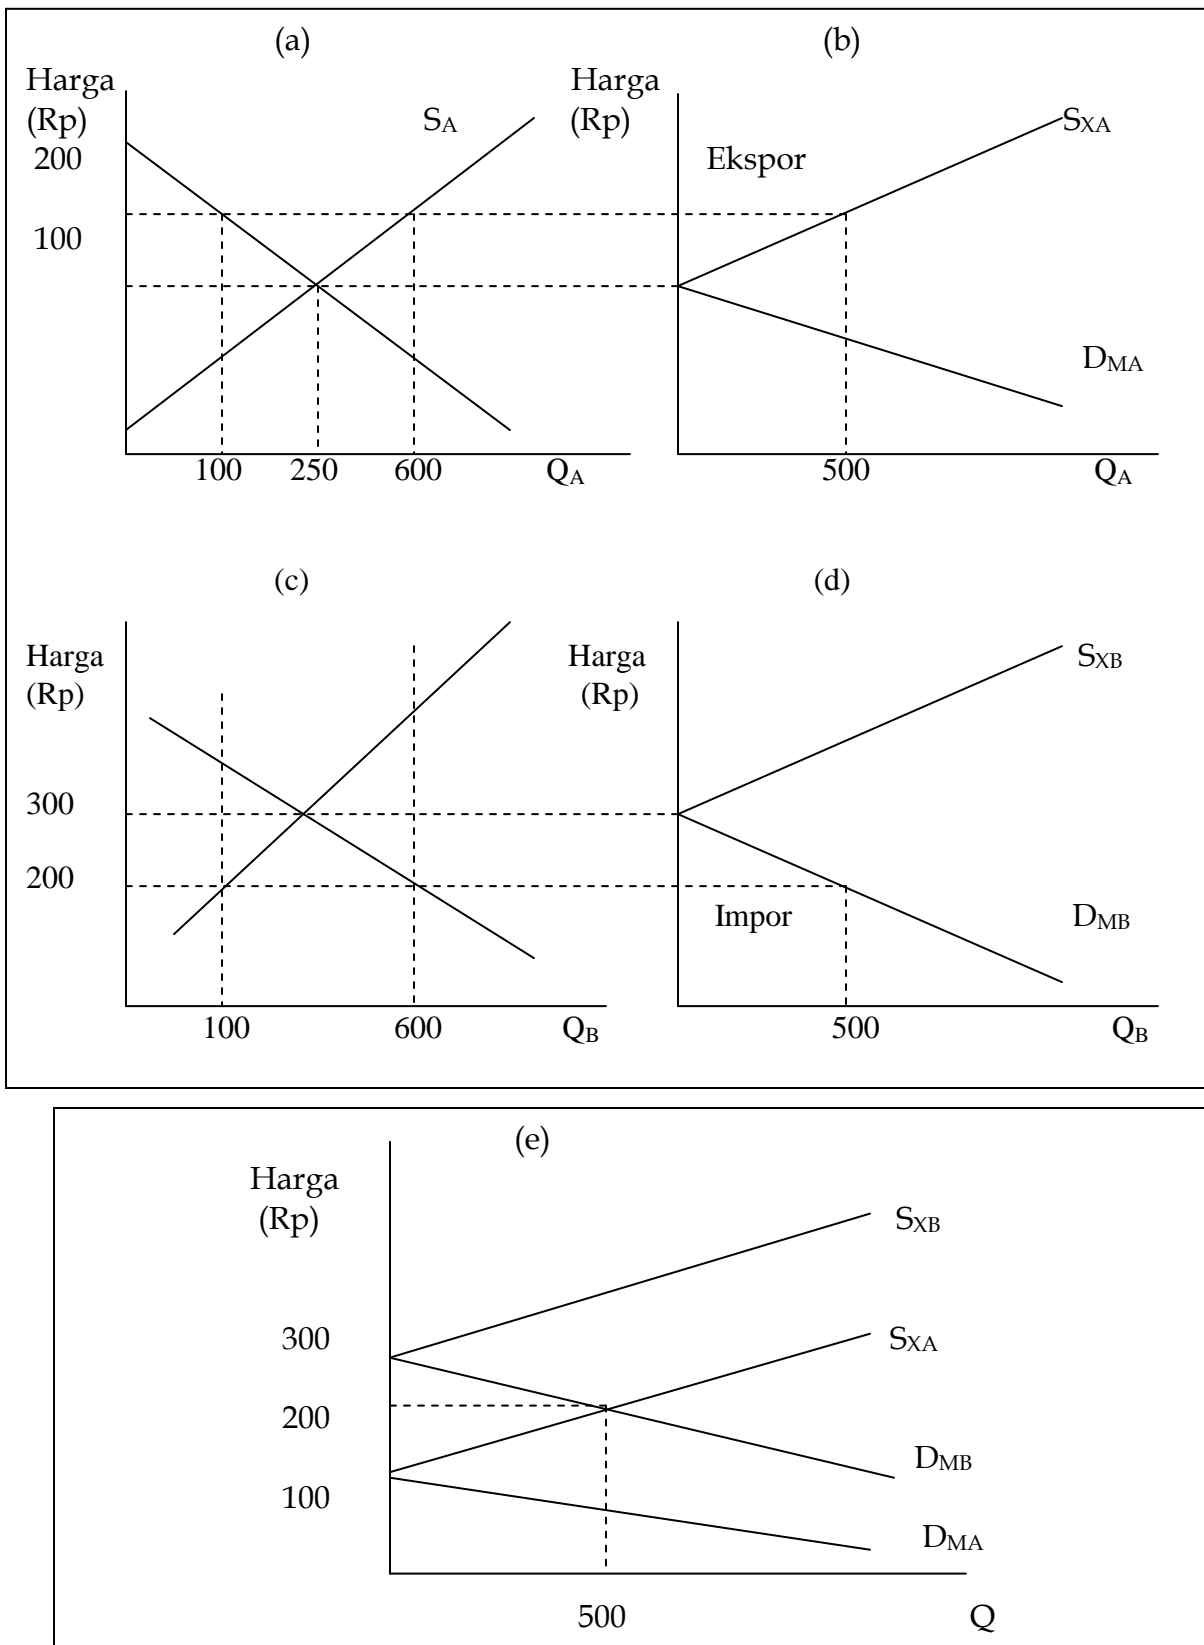 (a)
(b)
Harga
(Rp)
200
100
S_A
100
250
600
Q_A
Harga
(Rp)
Ekspor
S_XA
D_MA
500
Q_A
(c)
(d)
Harga
(Rp)
300
200
100
600
Q_B
Harga
(Rp)
S_XB
Impor
D_MB
500
Q_B
(e)
Harga
(Rp)
300
200
100
S_XB
S_XA
D_MB
D_MA
500
Q